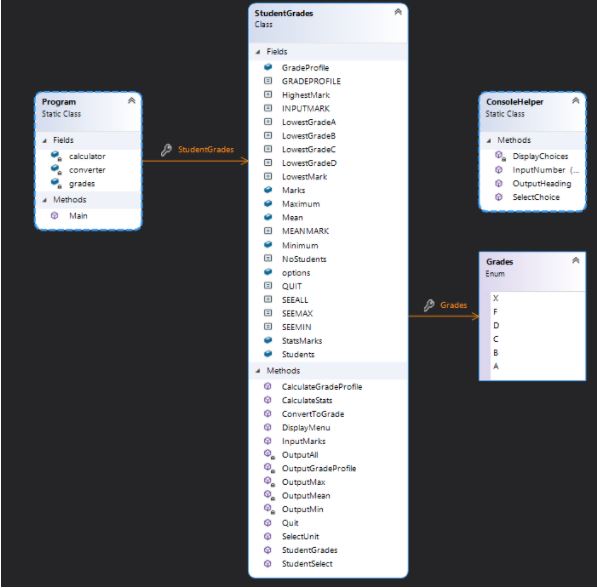 Program
Static Class
Fields
calculator
converter
grades
Methods
Main
StudentGrades
StudentGrades
Class
Fields
GradeProfile
GRADEPROFILE
HighestMark
INPUTMARK
LowestGradeA
LowestGradeB
LowestGradeC
LowestGradeD
LowestMark
Marks
Maximum
Mean
MEANMARK
Minimum
NoStudents
options
QUIT
SEEALL
SEEMAX
SEEMIN
StatsMarks
Students
Methods
CalculateGradeProfile
CalculateStats
ConvertToGrade
DisplayMenu
InputMarks
OutputAll
OutputGradeProfile
OutputMax
OutputMean
OutputMin
Quit
SelectUnit
StudentGrades
StudentSelect
Grades
ConsoleHelper
Static Class
Methods
DisplayChoices
InputNumber (...
OutputHeading
SelectChoice
Grades
Enum
X
F
D
C
B
A